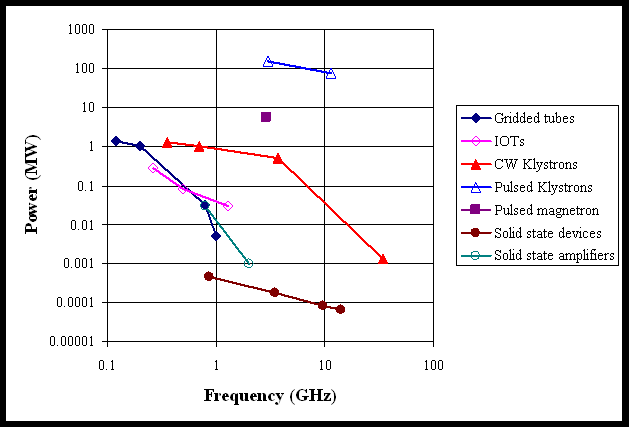 1000
100
10
1
0.1
0.01
0.001
0.0001
0.00001
Power (MW)
0.1
1
10
100
Frequency (GHz)
Gridded tubes
IOTs
CW Klystrons
Pulsed Klystrons
Pulsed magnetron
Solid state devices
Solid state amplifiers